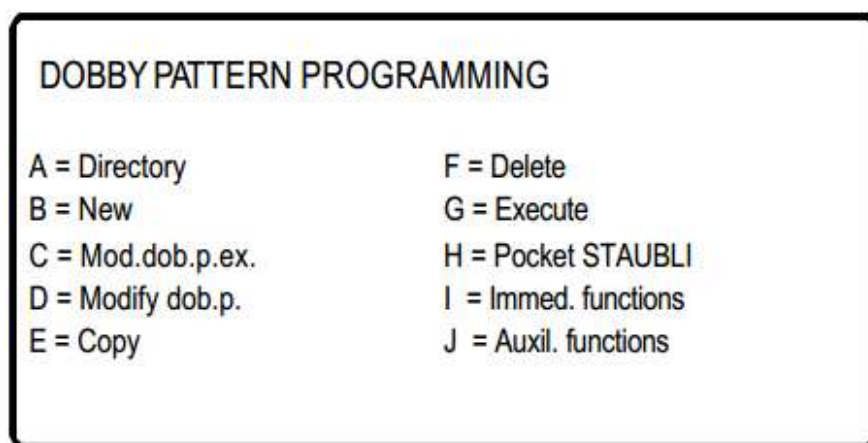 DOBBY PATTERN PROGRAMMING
A = Directory
B = New
C = Mod.dob.p.ex.
D = Modify dob.p.
E = Copy
F = Delete
G = Execute
H = Pocket STAUBLI
I = Immed. functions
J = Auxil. functions